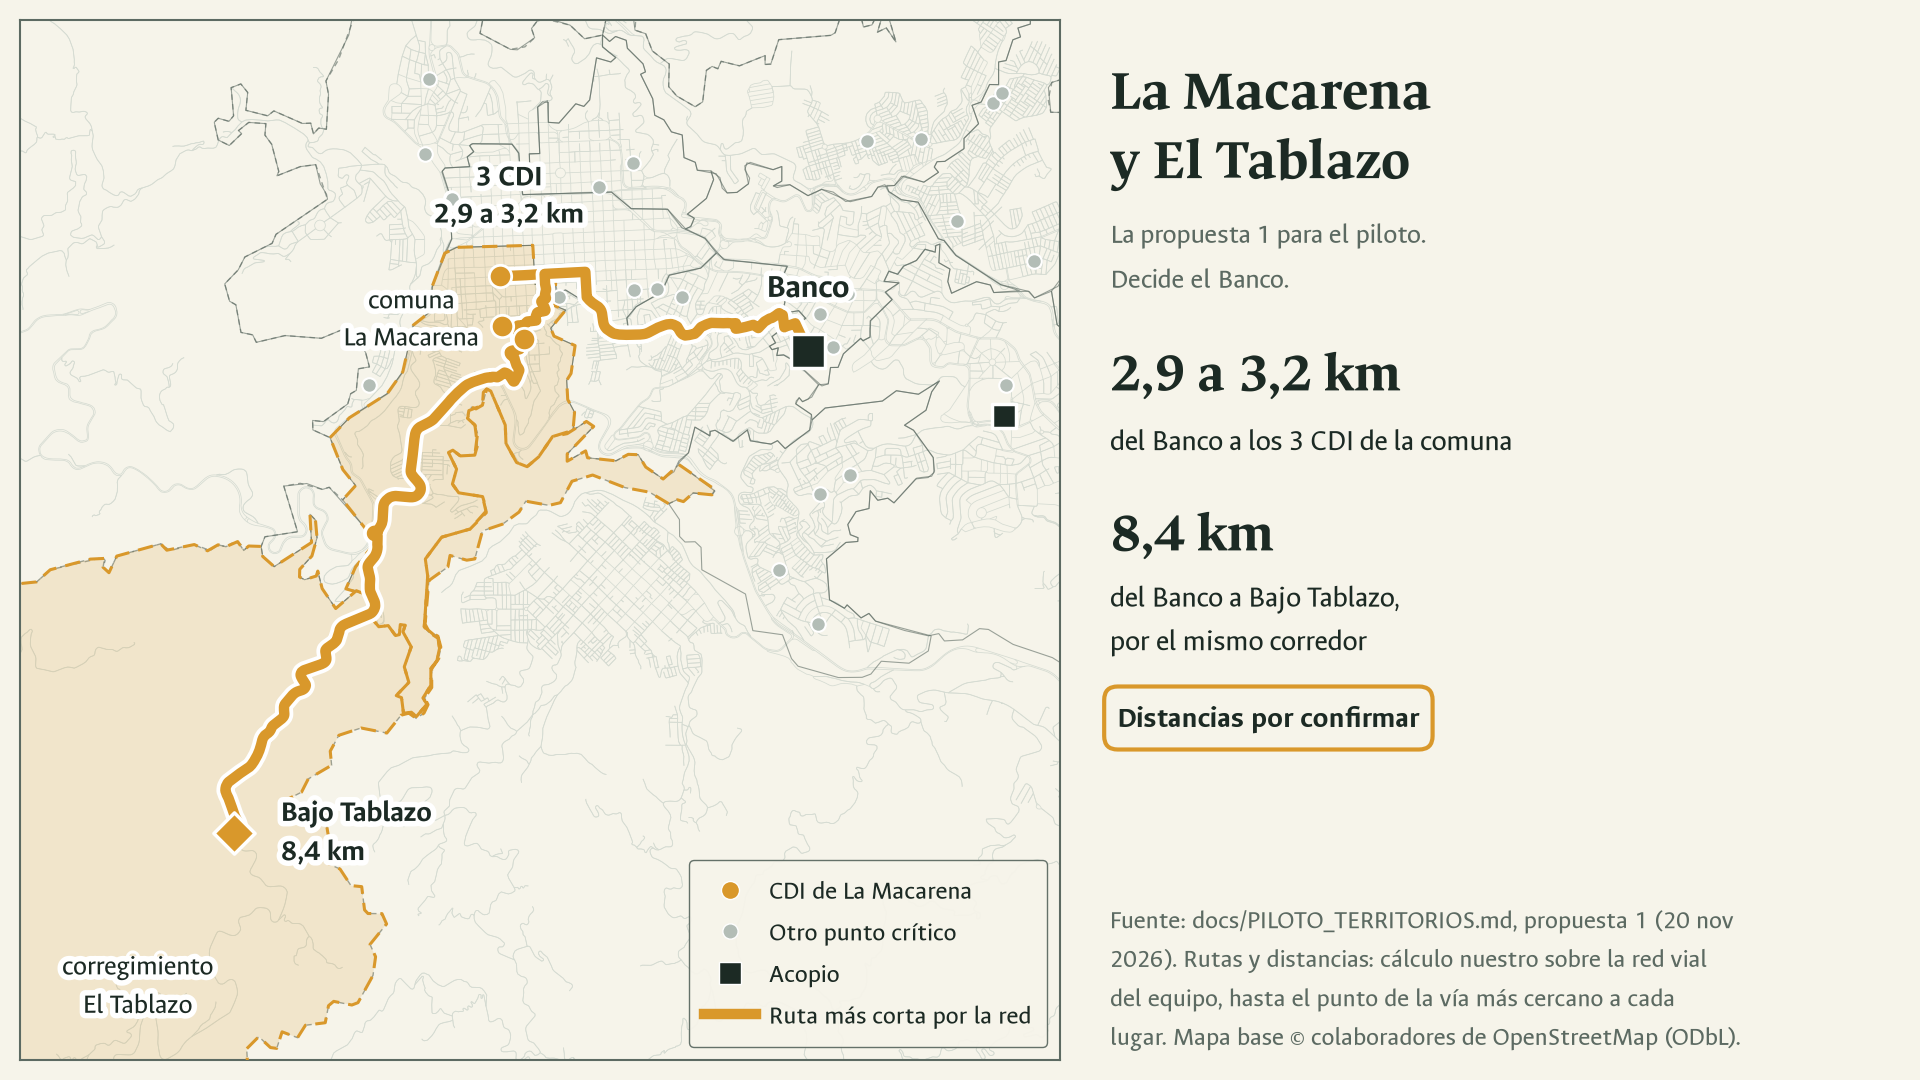 3 CDI
2,9 a 3,2 km
comuna
La Macarena
Banco
Bajo Tablazo
8,4 km
corregimiento
El Tablazo
CDI de La Macarena
Otro punto crítico
Acopio
Ruta más corta por la red
La Macarena
y El Tablazo
La propuesta 1 para el piloto.
Decide el Banco.
2,9 a 3,2 km
del Banco a los 3 CDI de la comuna
8,4 km
del Banco a Bajo Tablazo,
por el mismo corredor
Distancias por confirmar
Fuente: docs/PILOTO_TERRITORIOS.md, propuesta 1 (20 nov
2026). Rutas y distancias: cálculo nuestro sobre la red vial
del equipo, hasta el punto de la vía más cercano a cada
lugar. Mapa base © colaboradores de OpenStreetMap (ODbL).